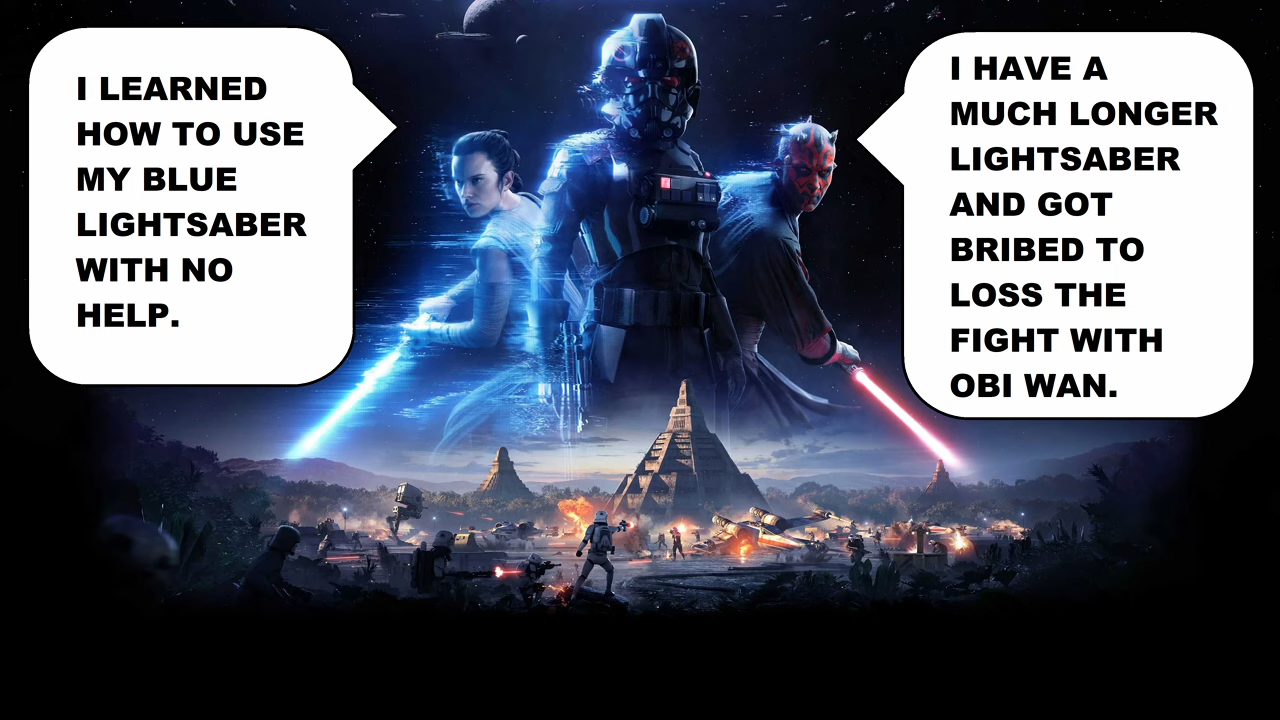 I LEARNED
HOW TO USE
MY BLUE
LIGHTSABER
WITH NO
HELP.
I HAVE A
MUCH LONGER
LIGHTSABER
AND GOT
BRIBED TO
LOSS THE
FIGHT WITH
OBI WAN.